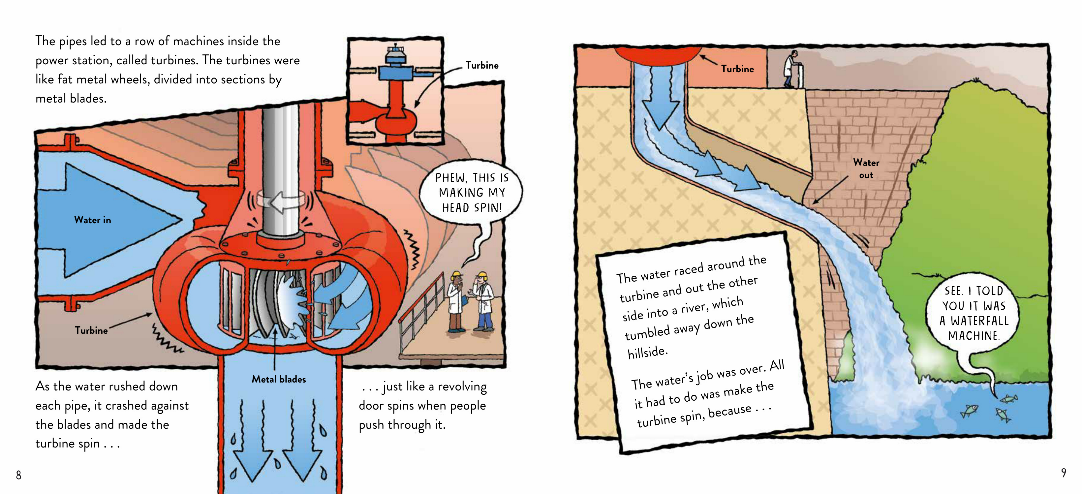 The pipes led to a row of machines inside the
power station, called turbines. The turbines were
like fat metal wheels, divided into sections by
metal blades.
Turbine
PHEW, THIS IS
MAKING MY
HEAD SPIN!
Water in
Turbine
Metal blades
As the water rushed down
each pipe, it crashed against
the blades and made the
turbine spin . . .
. . . just like a revolving
door spins when people
push through it.
8
Turbine
Water
out
The water raced around the
turbine and out the other
side into a river, which
tumbled away down the
hillside.
The water's job was over. All
it had to do was make the
turbine spin, because . . .
SEE. I TOLD
YOU IT WAS
A WATERFALL
MACHINE.
9